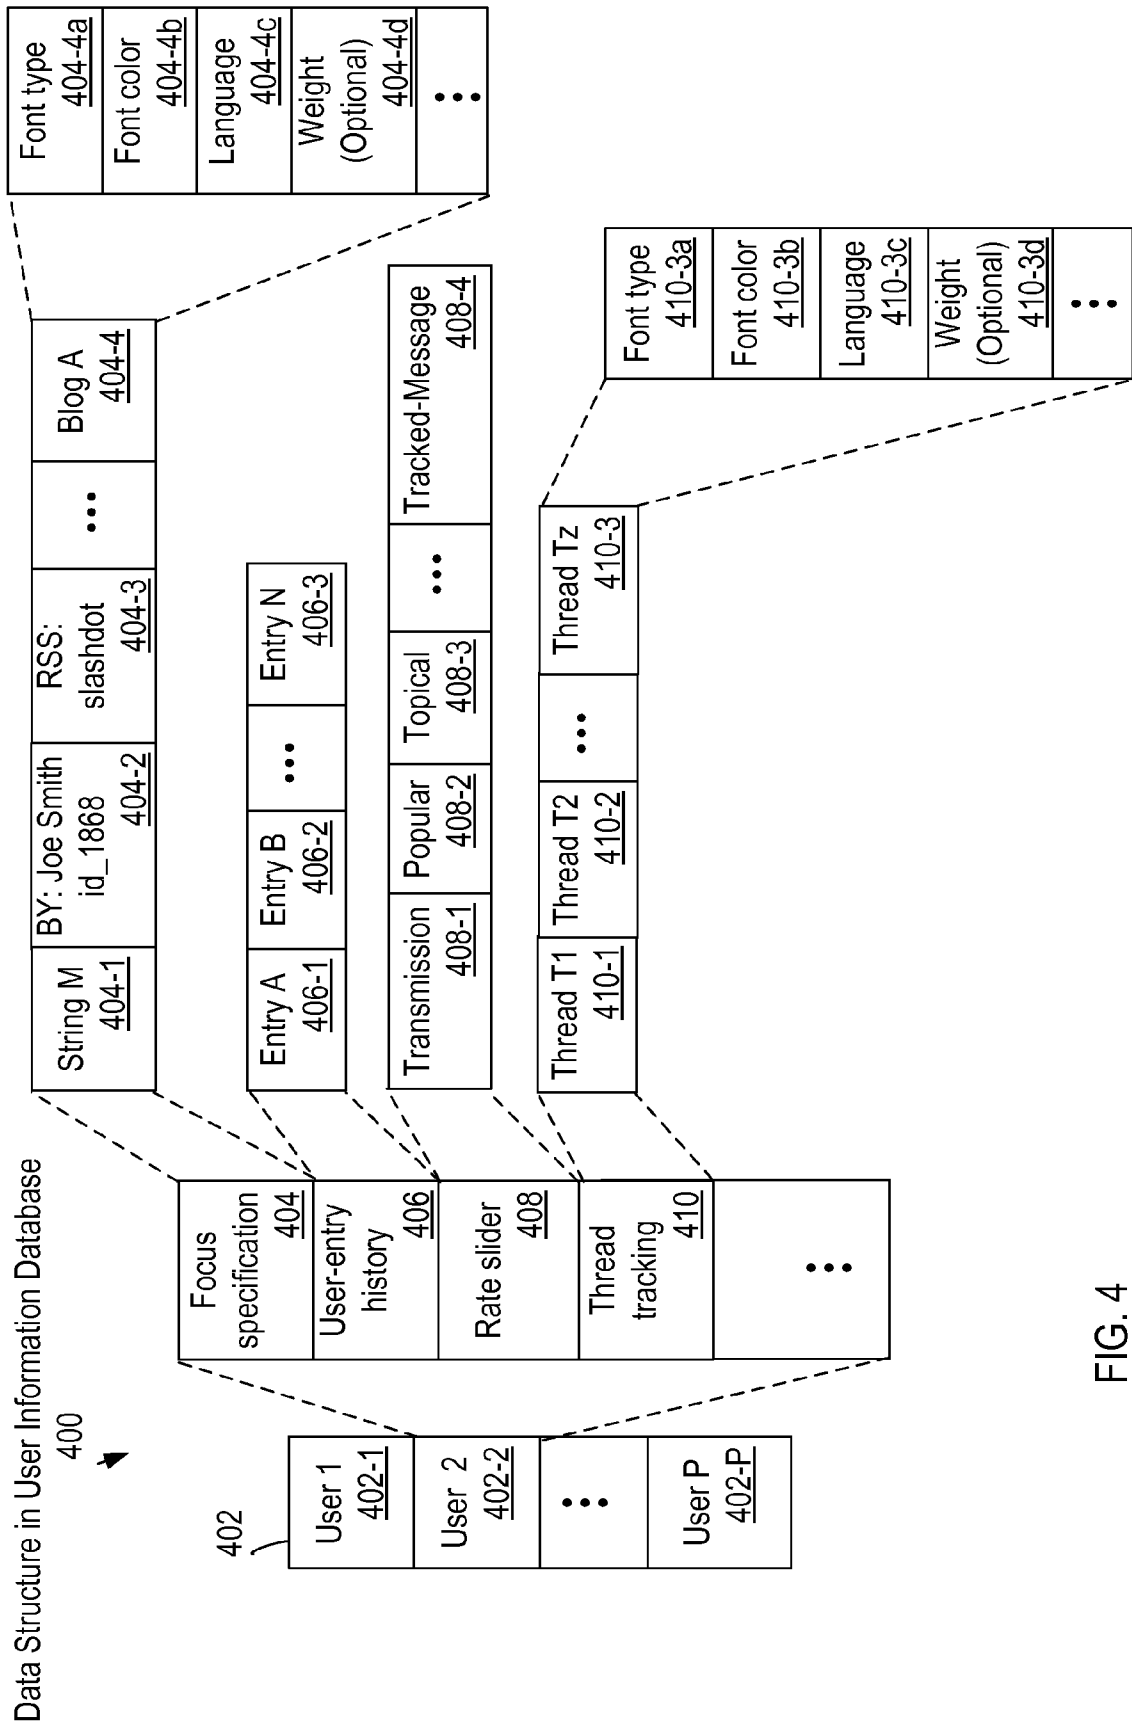 Data Structure in User Information Database
400
402
User 1
402-1
User 2
402-2
•••
User P
402-P
Focus
specification
404
User-entry
history
406
Rate slider
408
Thread
tracking
410
•••
String M
404-1
BY: Joe Smith
id_1868
404-2
RSS:
slashdot
404-3
•••
Blog A
404-4
Font type
404-4a
Font color
404-4b
Language
404-4c
Weight
(Optional)
404-4d
•••
Entry A
406-1
Entry B
406-2
•••
Entry N
406-3
Transmission
408-1
Popular
408-2
Topical
408-3
•••
Tracked-Message
408-4
Thread T1
410-1
Thread T2
410-2
•••
Thread Tz
410-3
Font type
410-3a
Font color
410-3b
Language
410-3c
Weight
(Optional)
410-3d
•••
FIG. 4